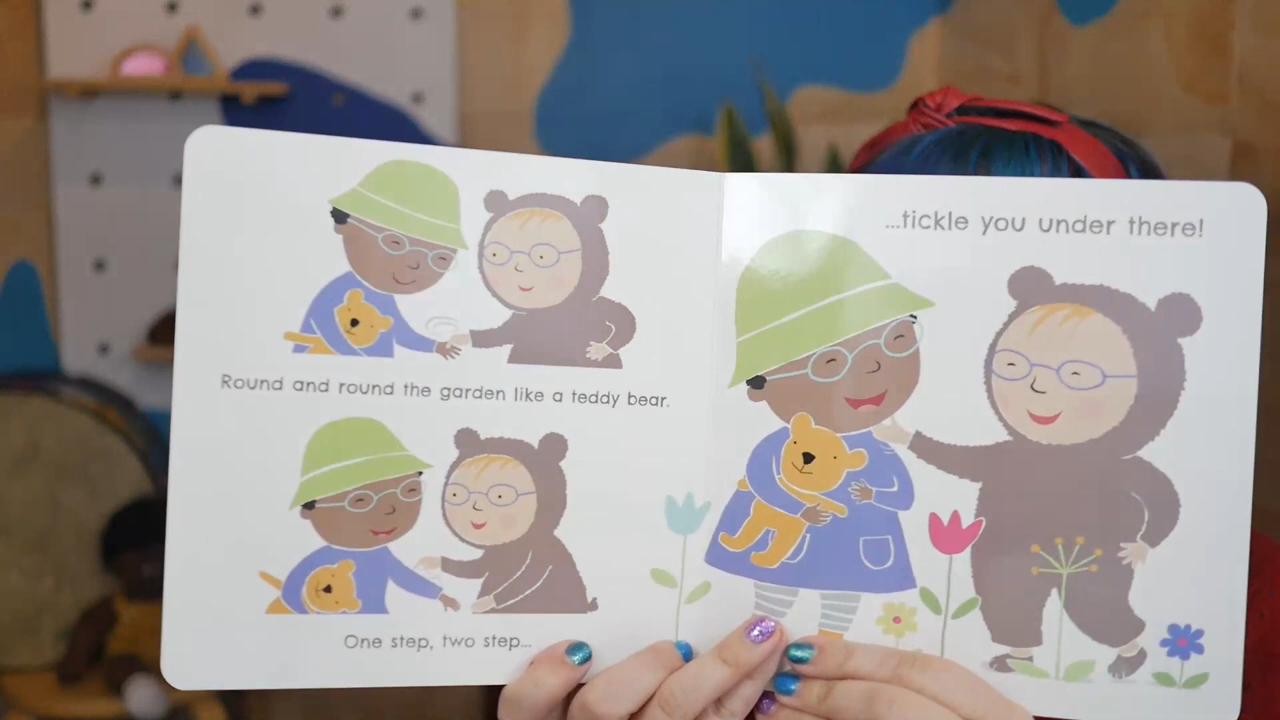 Round and round the garden like a teddy bear.
One step, two step...
...tickle you under there!